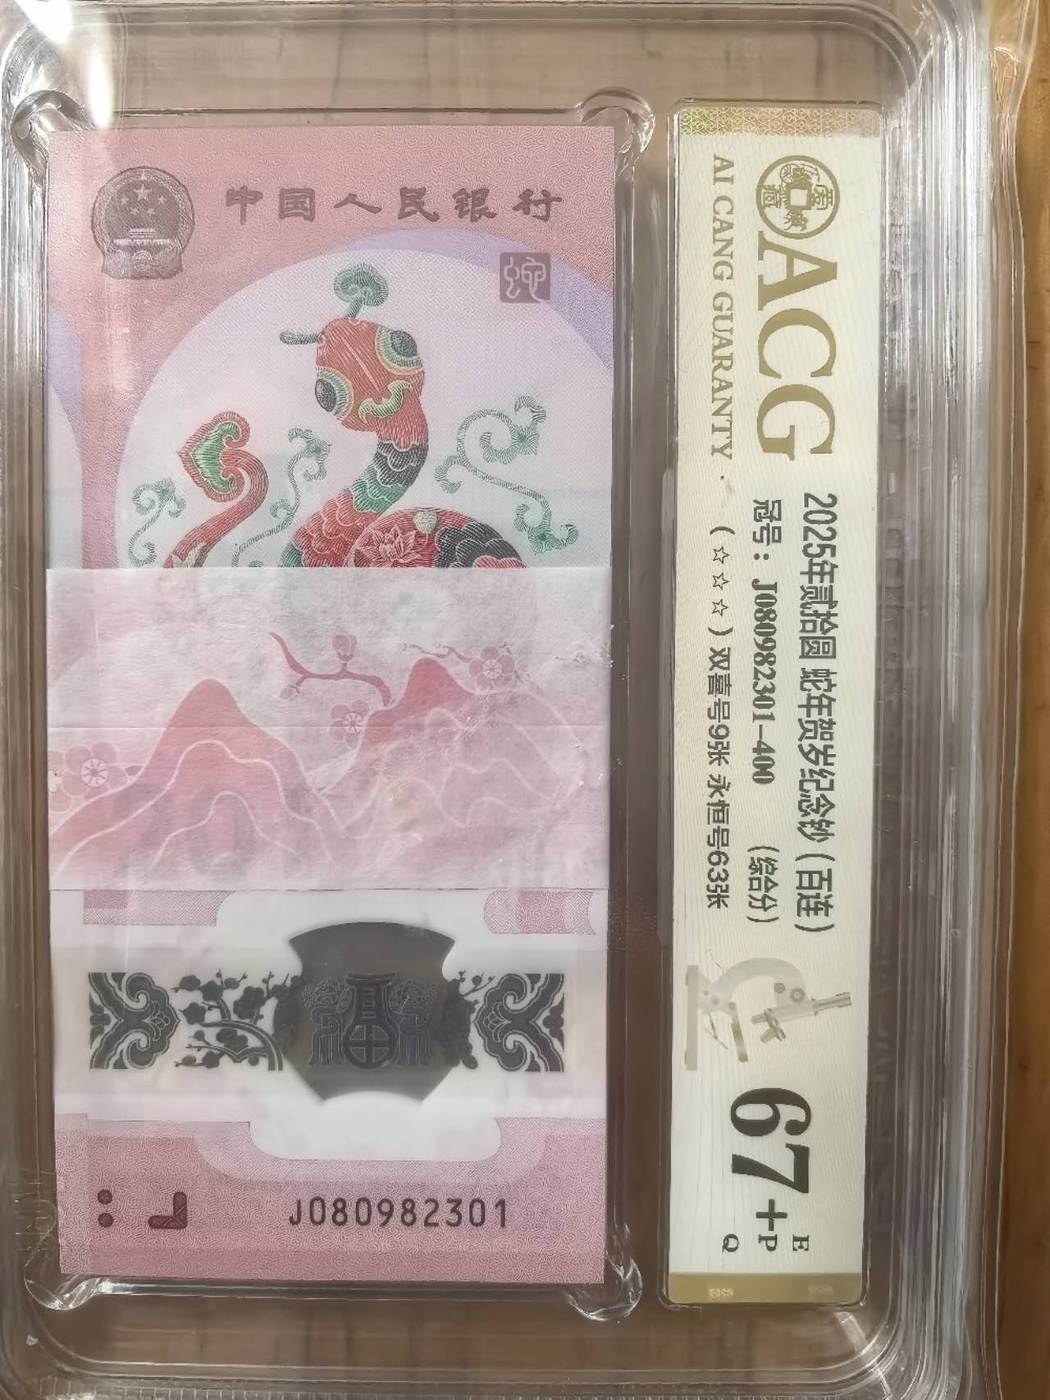 中国人民银行
福
J080982301
ACG
AI CANG GUARANTY
2025年贰拾圆 蛇年贺岁纪念钞（百连）
冠号：J080982301-400 （综合分）
（☆☆☆）双喜号9张 永恒号63张
67+
E
P
Q